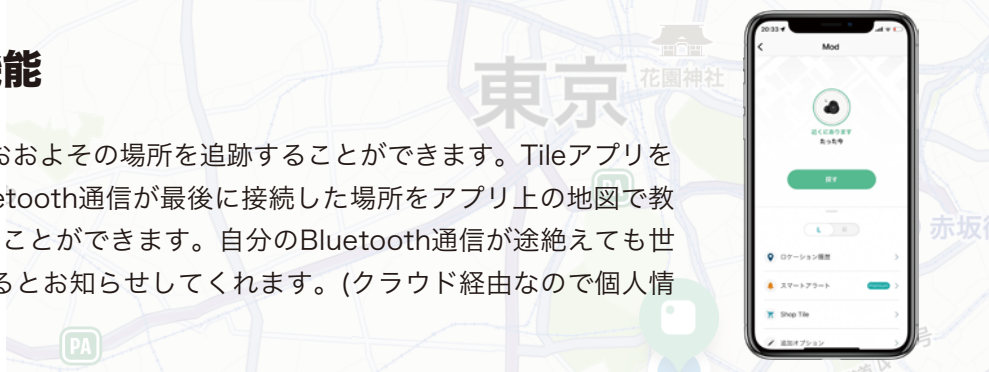 能
東京
花園神社
おおよその場所を追跡することができます。Tileアプリを
etooth通信が最後に接続した場所をアプリ上の地図で教
ことができます。自分のBluetooth通信が途絶えても世
るとお知らせしてくれます。(クラウド経由なので個人情
赤坂
PA
PA
号
20:33
Mod
近くにあります
たった今
探す
L
R
ロケーション履歴
スマートアラート
Shop Tile
追加オプション